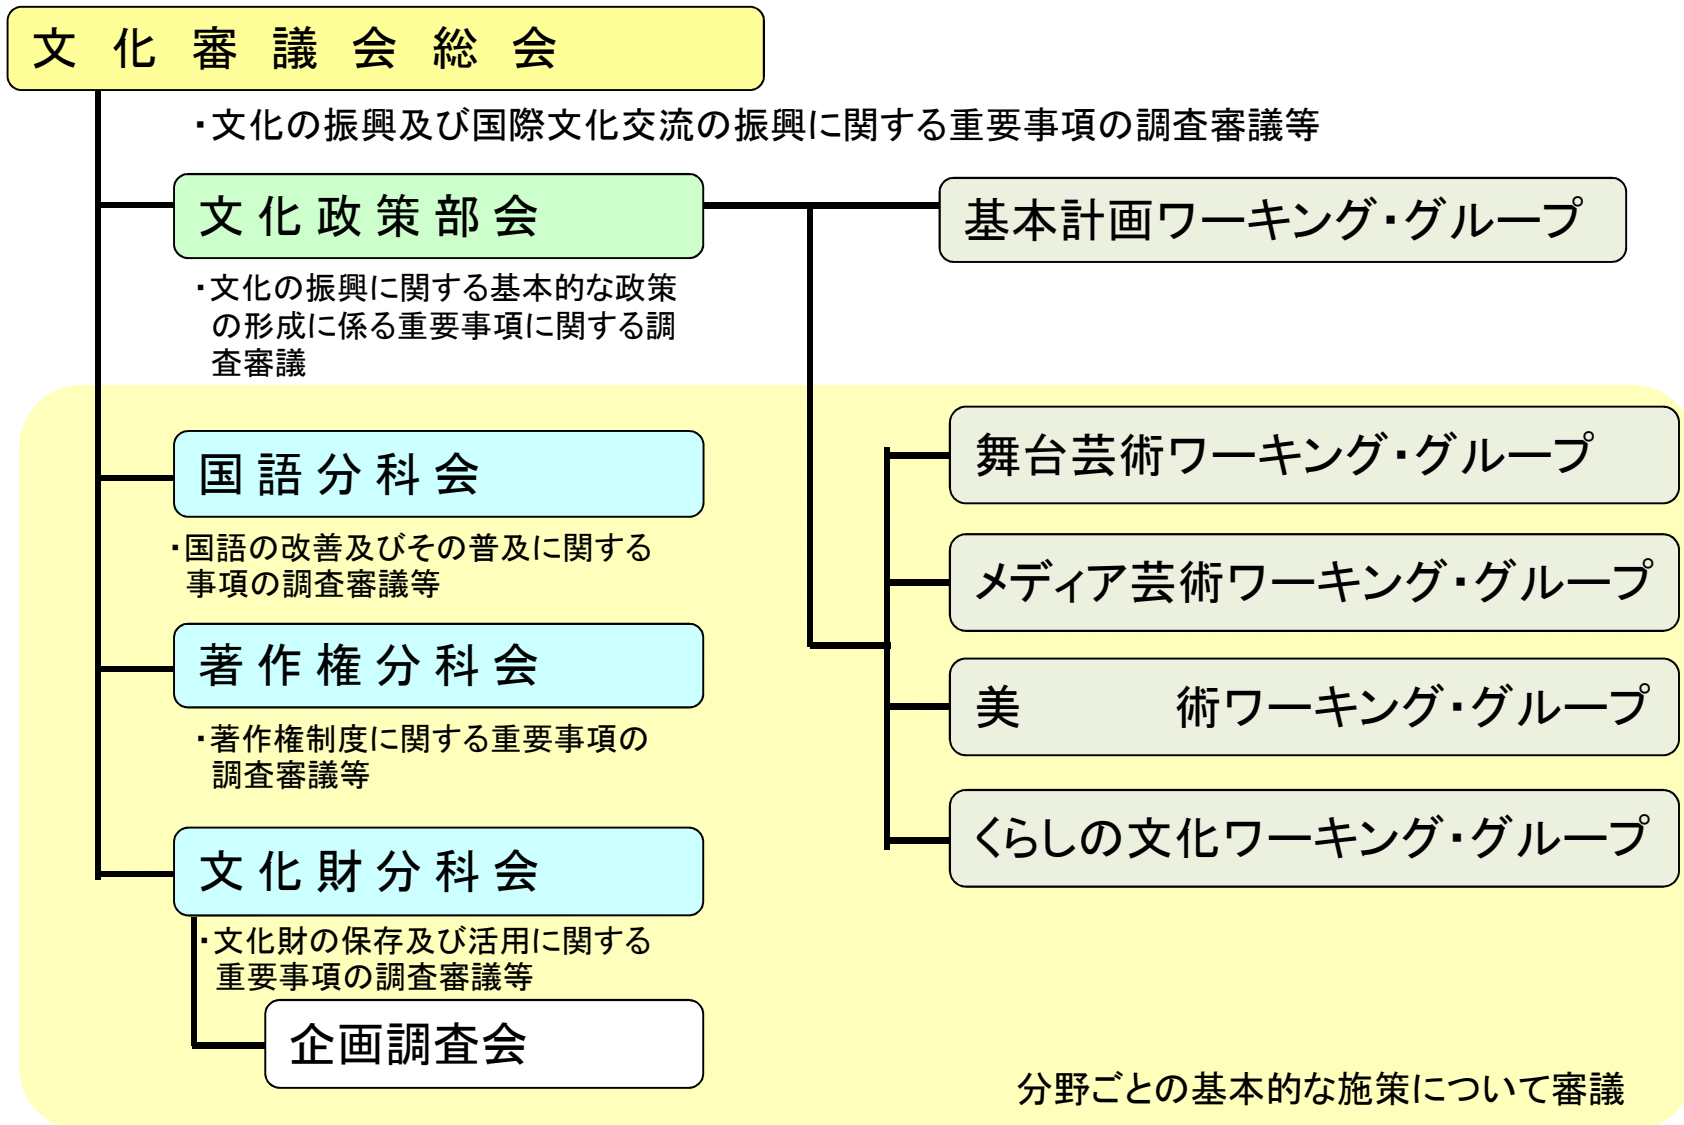 文化審議会総会
・文化の振興及び国際文化交流の振興に関する重要事項の調査審議等
文化政策部会
・文化の振興に関する基本的な政策
の形成に係る重要事項に関する調
査審議
基本計画ワーキング・グループ
国語分科会
・国語の改善及びその普及に関する
事項の調査審議等
著作権分科会
・著作権制度に関する重要事項の
調査審議等
文化財分科会
・文化財の保存及び活用に関する
重要事項の調査審議等
企画調査会
舞台芸術ワーキング・グループ
メディア芸術ワーキング・グループ
美　　　術ワーキング・グループ
くらしの文化ワーキング・グループ
分野ごとの基本的な施策について審議